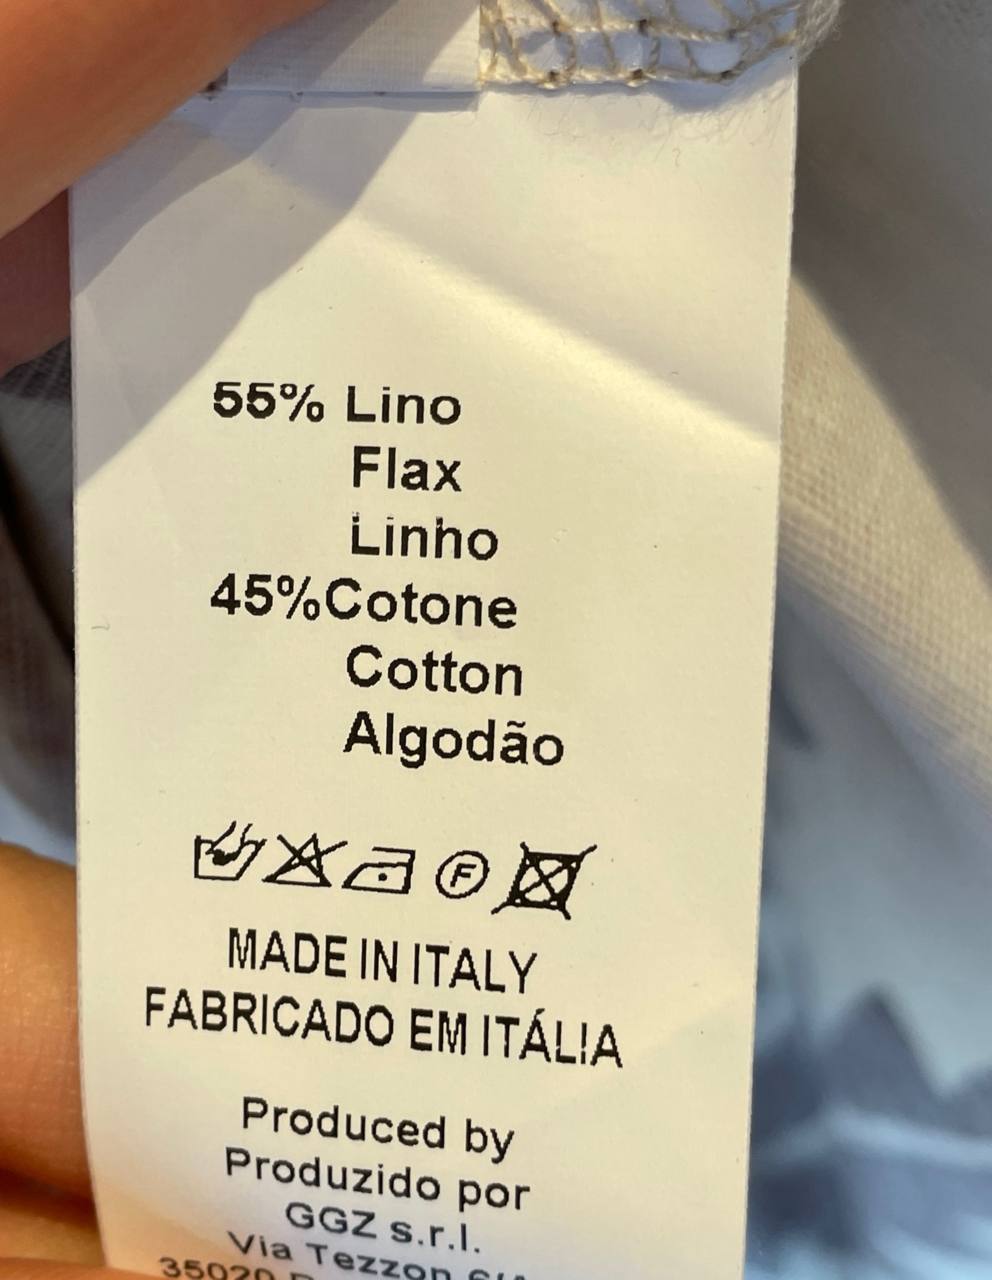 55% Lino
Flax
Linho
45%Cotone
Cotton
Algodão
F
MADE IN ITALY
FABRICADO EM ITÁLIA
Produced by
Produzido por
GGZ s.r.l.
Via Tezzon
35020